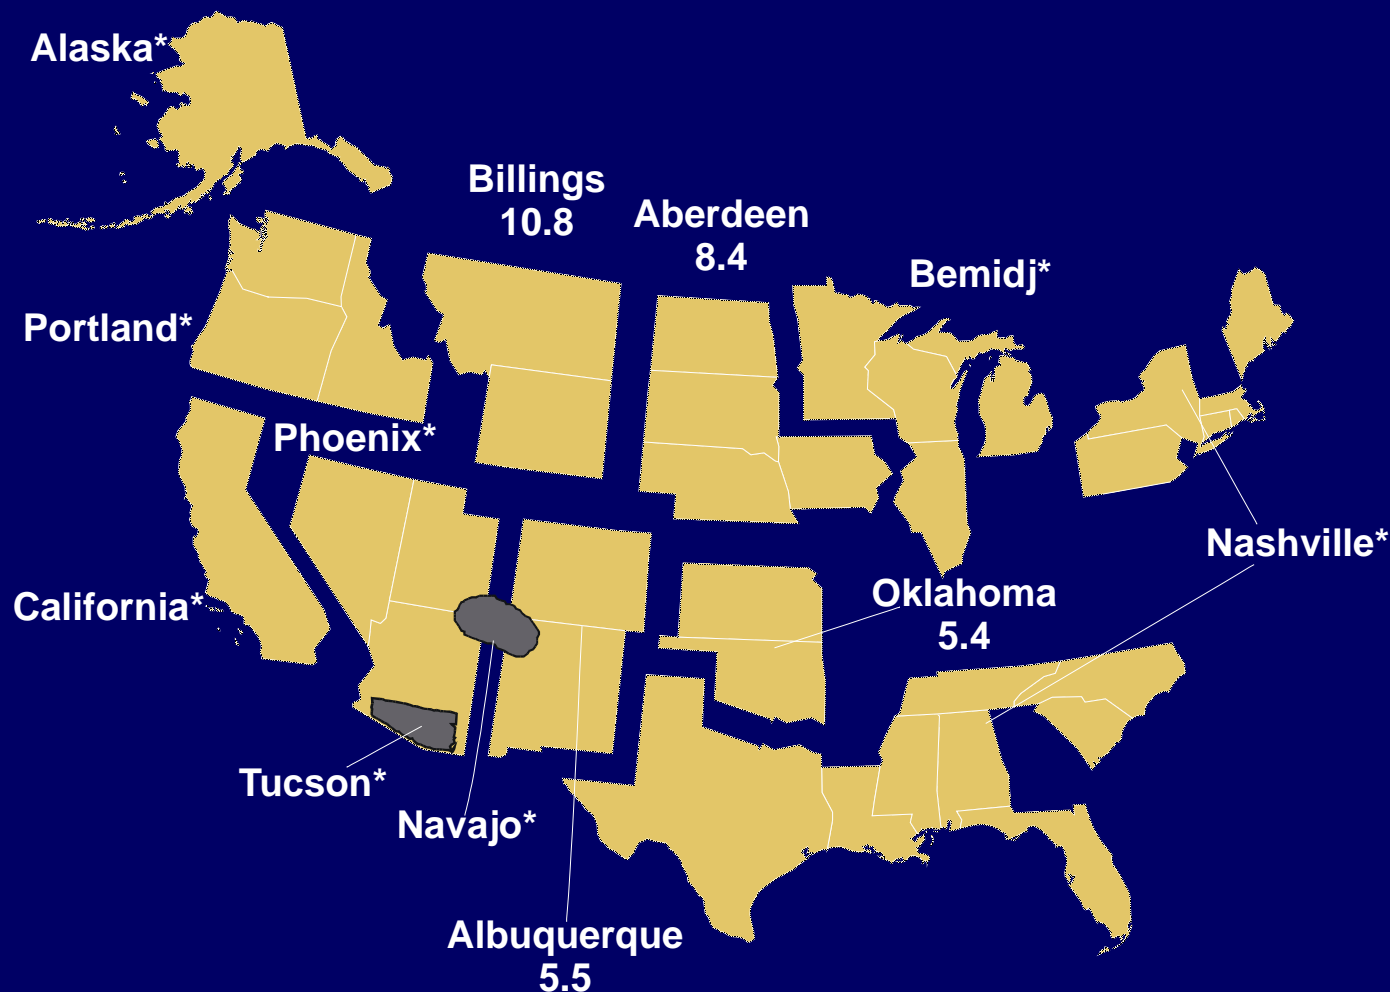 Alaska*
Billings
10.8
Aberdeen
8.4
Bemidj*
Portland*
Phoenix*
Nashville*
California*
Oklahoma
5.4
Tucson*
Navajo*
Albuquerque
5.5